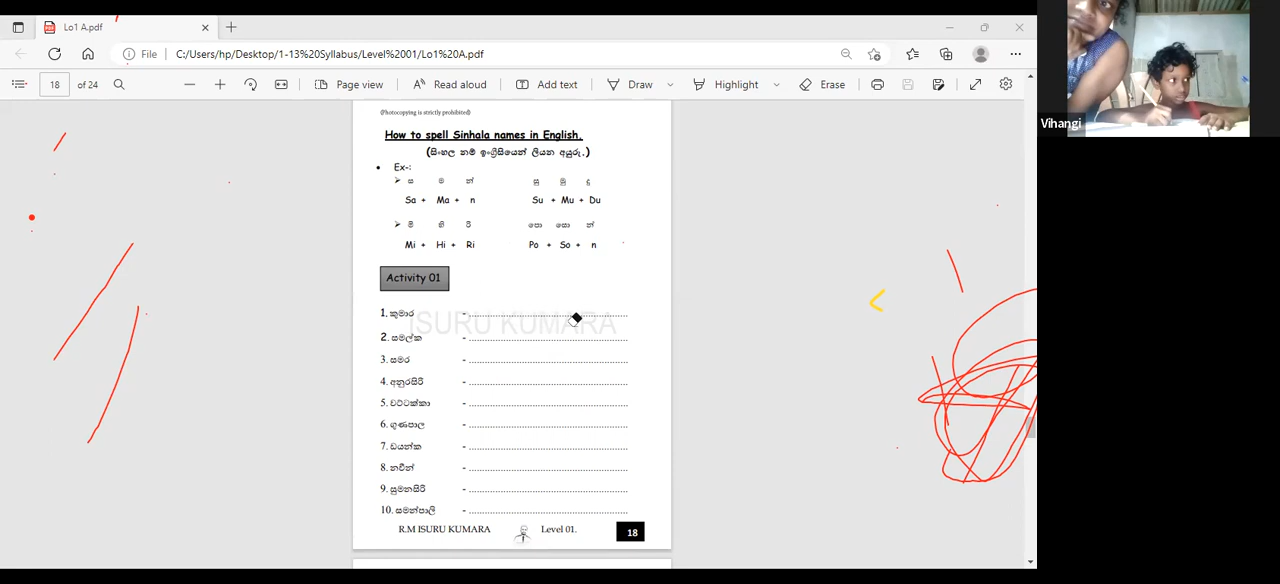 Lo1 A.pdf
File C:/Users/hp/Desktop/1-13%20Syllabus/Level%2001/Lo1%20A.pdf
18 of 24 Page view Read aloud Add text Draw Highlight Erase
Vihangi
(Photocopying is strictly prohibited)
How to spell Sinhala names in English.
(සිංහල නම් ඉංග්‍රීසියෙන් ලියන අයුරු.)
• Ex-:
➢ ස ම න් සු මු දු
Sa + Ma + n Su + Mu + Du
➢ මි හි රි පො සො න්
Mi + Hi + Ri Po + So + n
Activity 01
ISURU KUMARA
1. කුමාර - ........................................
2. සමල්ක - ........................................
3. සමර - ........................................
4. අනුරසිරි - ........................................
5. වට්ටක්කා - ........................................
6. ගුණපාල - ........................................
7. ඩයන්ක - ........................................
8. නවීන් - ........................................
9. සුමනසිරි - ........................................
10. සමන්පාලි - ........................................
R.M ISURU KUMARA Level 01. 18